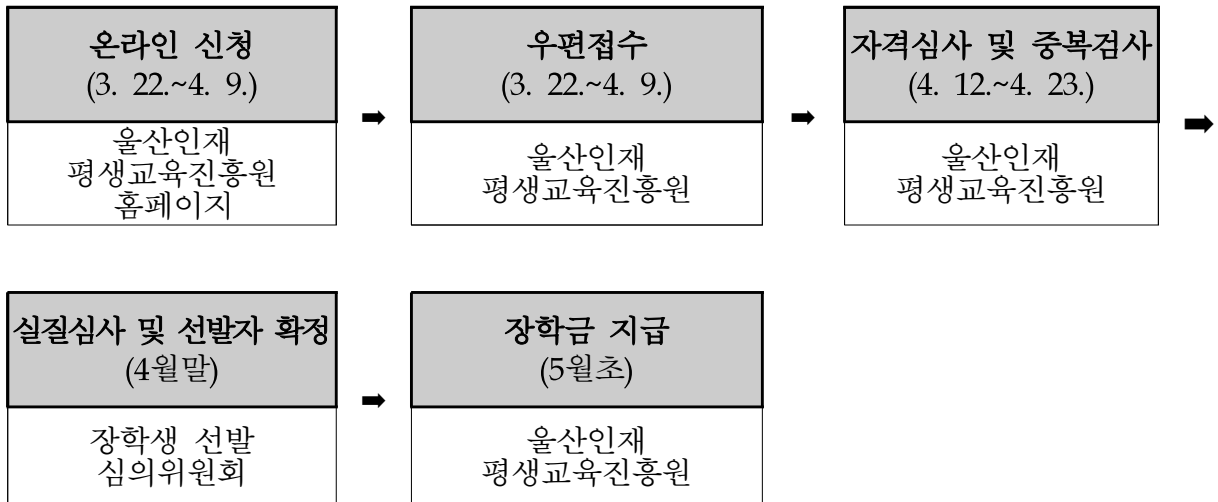 온라인 신청
(3. 22.~4. 9.)
울산인재
평생교육진흥원
홈페이지
➡
우편접수
(3. 22.~4. 9.)
울산인재
평생교육진흥원
➡
자격심사 및 중복검사
(4. 12.~4. 23.)
울산인재
평생교육진흥원
➡
실질심사 및 선발자 확정
(4월말)
장학생 선발
심의위원회
➡
장학금 지급
(5월초)
울산인재
평생교육진흥원